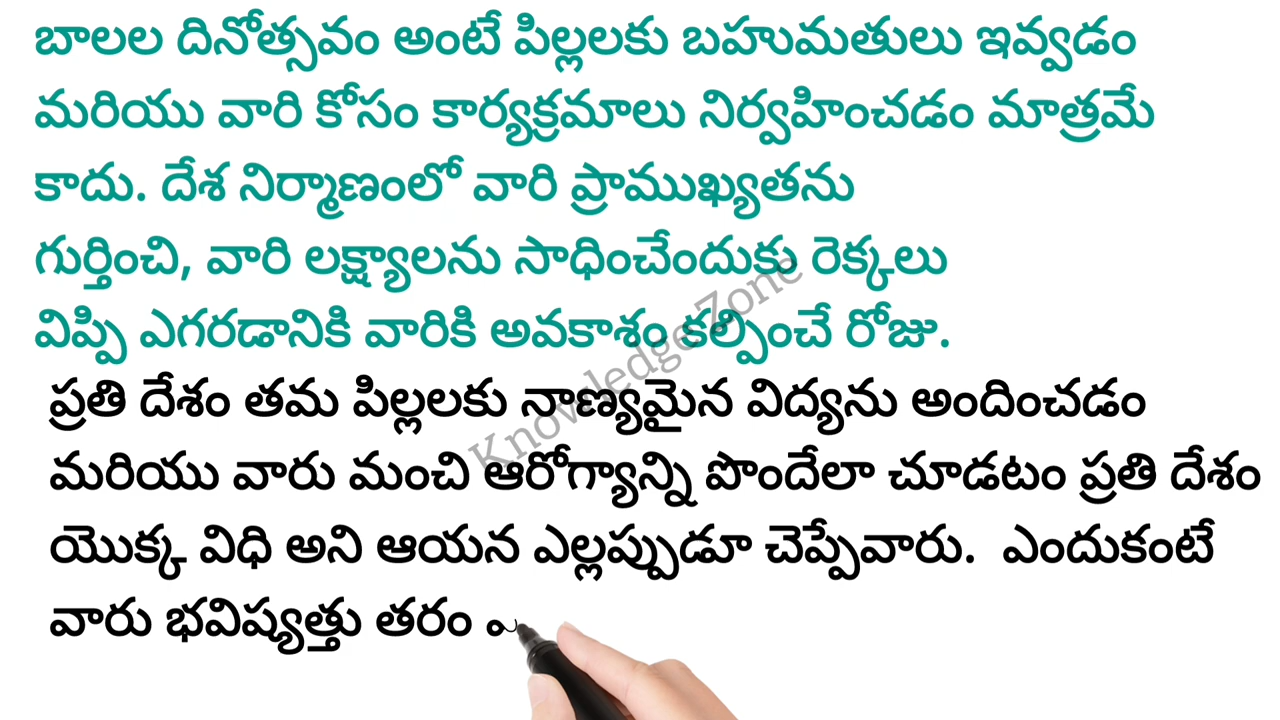 బాలల దినోత్సవం అంటే పిల్లలకు బహుమతులు ఇవ్వడం
మరియు వారి కోసం కార్యక్రమాలు నిర్వహించడం మాత్రమే
కాదు. దేశ నిర్మాణంలో వారి ప్రాముఖ్యతను
గుర్తించి, వారి లక్ష్యాలను సాధించేందుకు రెక్కలు
విప్పి ఎగరడానికి వారికి అవకాశం కల్పించే రోజు.
KnowledgeZone
ప్రతి దేశం తమ పిల్లలకు నాణ్యమైన విద్యను అందించడం
మరియు వారు మంచి ఆరోగ్యాన్ని పొందేలా చూడటం ప్రతి దేశం
యొక్క విధి అని ఆయన ఎల్లప్పుడూ చెప్పేవారు. ఎందుకంటే
వారు భవిష్యత్తు తరం